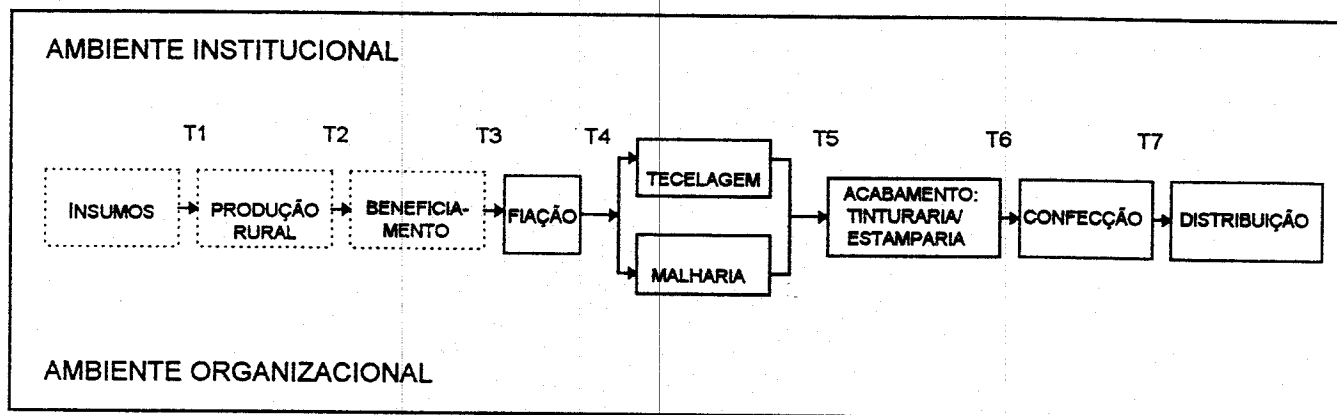 AMBIENTE INSTITUCIONAL
T1 T2 T3 T4 T5 T6 T7
INSUMOS
PRODUÇÃO
RURAL
BENEFICIA-
MENTO
FIAÇÃO
TECELAGEM
MALHARIA
ACABAMENTO:
TINTURARIA/
ESTAMPARIA
CONFECÇÃO
DISTRIBUIÇÃO
AMBIENTE ORGANIZACIONAL